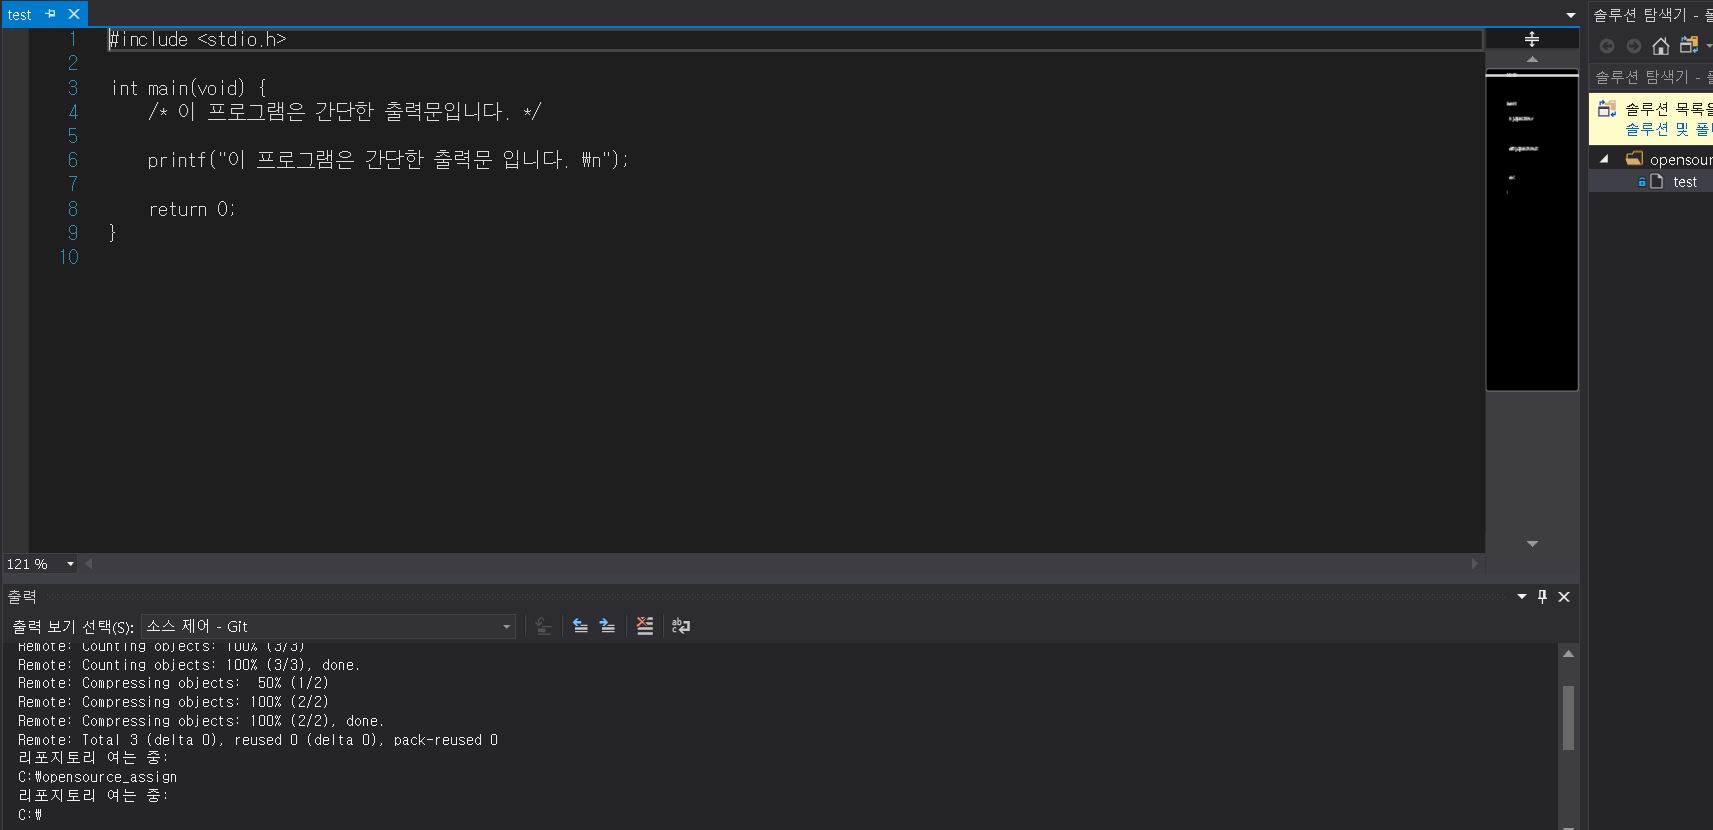 test
솔루션 탐색기 -
1 #include <stdio.h>
2
3 int main(void) {
4 /* 이 프로그램은 간단한 출력문입니다. */
5
6 printf("이 프로그램은 간단한 출력문 입니다. ₩n");
7
8 return 0;
9 }
10
솔루션 탐색기 -
솔루션 목록을
솔루션 및
opensour
test
121 %
출력
출력 보기 선택(S): 소스 제어 - Git
Remote: Counting objects: 100% (3/3)
Remote: Counting objects: 100% (3/3), done.
Remote: Compressing objects:  50% (1/2)
Remote: Compressing objects: 100% (2/2)
Remote: Compressing objects: 100% (2/2), done.
Remote: Total 3 (delta 0), reused 0 (delta 0), pack-reused 0
리포지토리 여는 중:
C:₩opensource_assign
리포지토리 여는 중:
C:₩